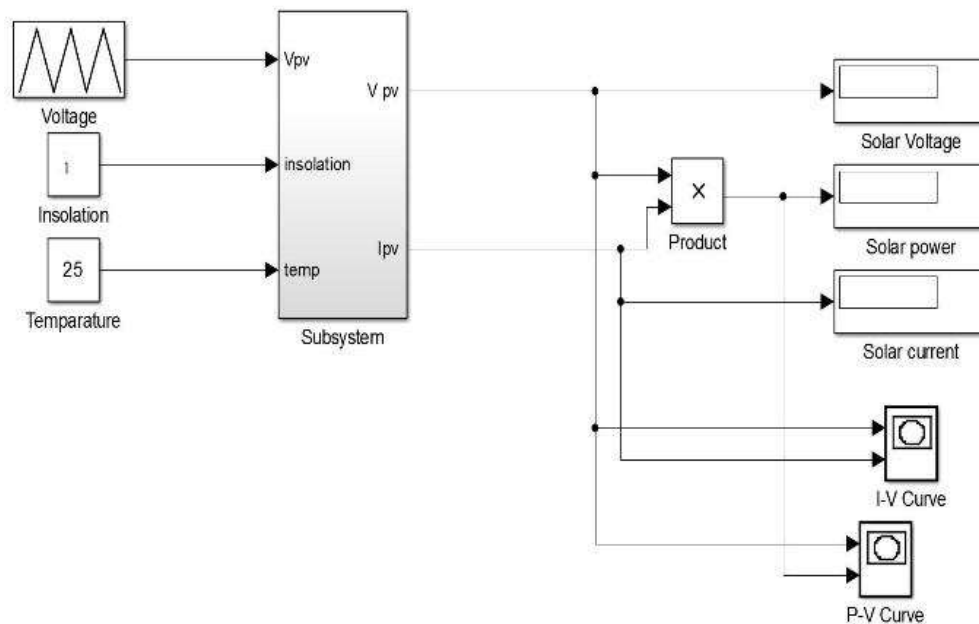 Voltage
1
Insolation
25
Temparature
Vpv
insolation
temp
V pv
Ipv
Subsystem
X
Product
Solar Voltage
Solar power
Solar current
I-V Curve
P-V Curve